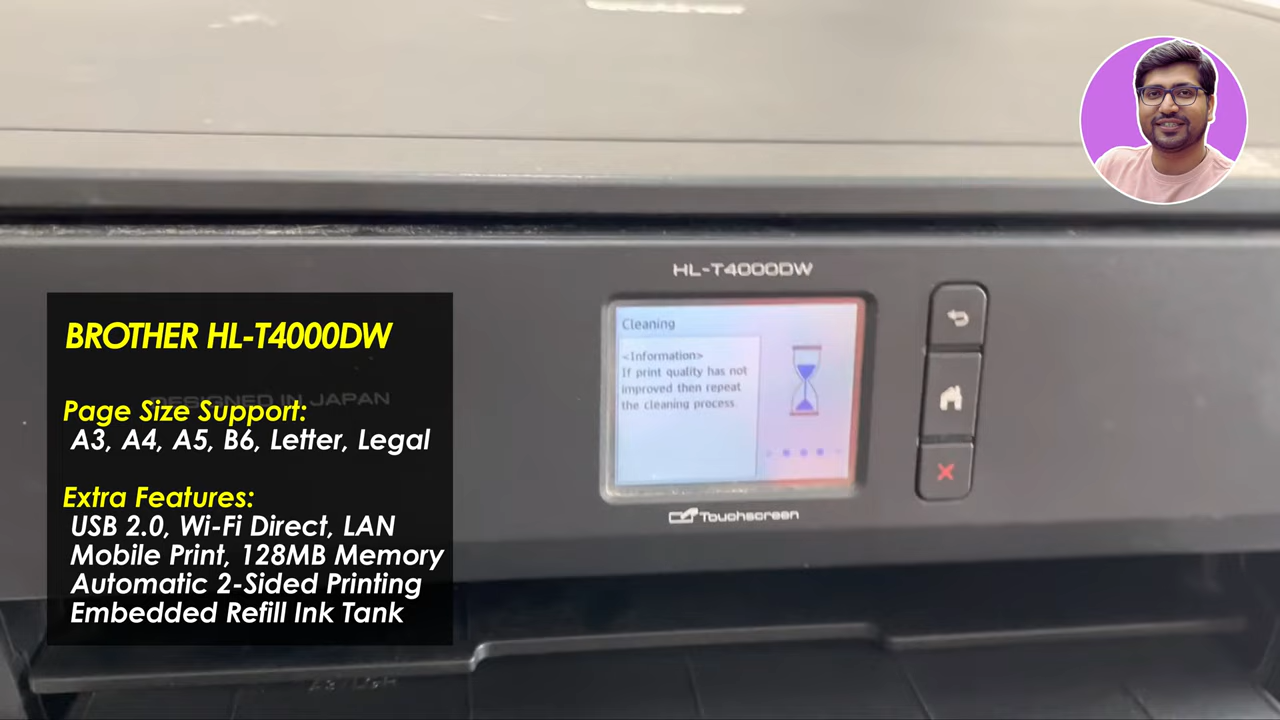 HL-T4000DW
Cleaning
<Information>
If print quality has not
improved then repeat
the cleaning process.
Touchscreen
DESIGNED IN JAPAN
BROTHER HL-T4000DW
Page Size Support:
A3, A4, A5, B6, Letter, Legal
Extra Features:
USB 2.0, Wi-Fi Direct, LAN
Mobile Print, 128MB Memory
Automatic 2-Sided Printing
Embedded Refill Ink Tank